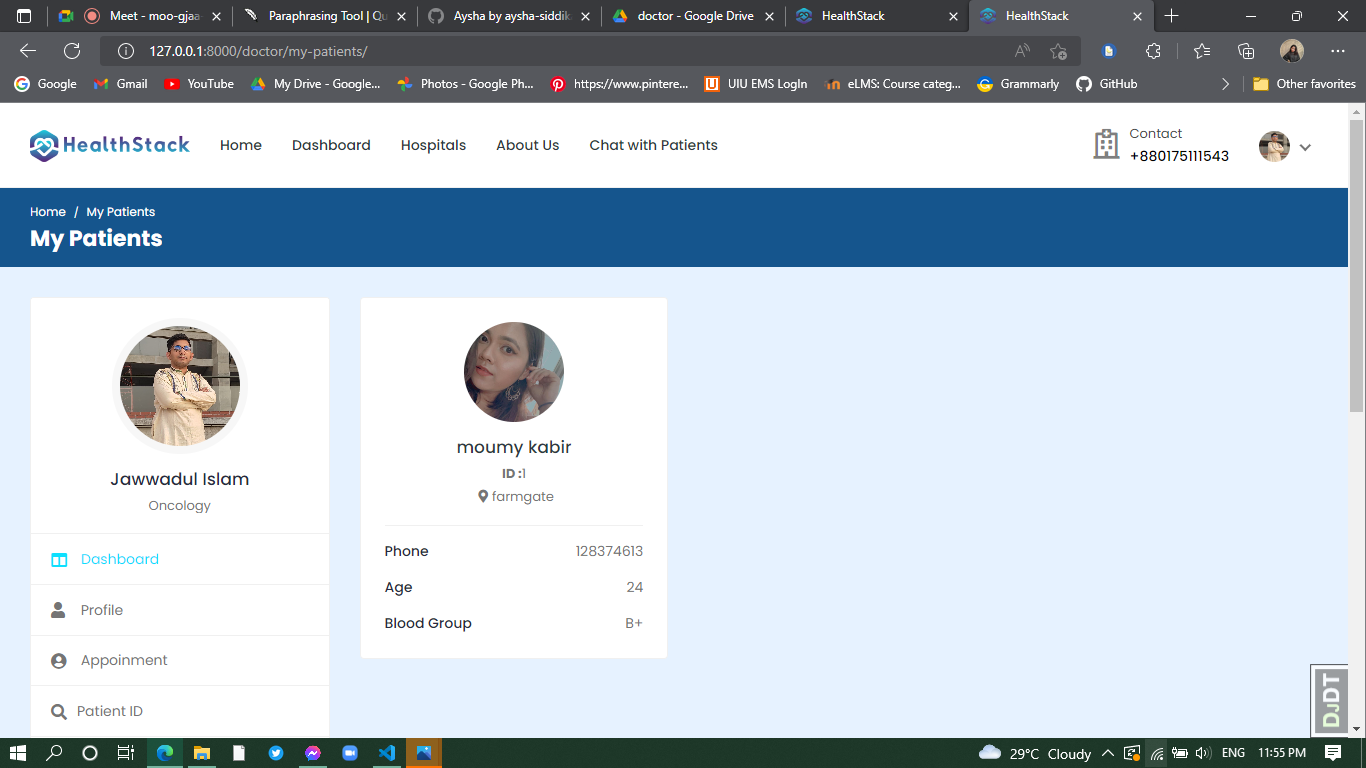 Meet - moo-gjaa
Paraphrasing Tool | Qu
Aysha by aysha-siddik
doctor - Google Drive
HealthStack
HealthStack
127.0.0.1:8000/doctor/my-patients/
Google
Gmail
YouTube
My Drive - Google...
Photos - Google Ph...
https://www.pintere...
UIU EMS LogIn
eLMS: Course categ...
Grammarly
GitHub
Other favorites
HealthStack
Home
Dashboard
Hospitals
About Us
Chat with Patients
Contact
+880175111543
Home / My Patients
My Patients
Jawwadul Islam
Oncology
Dashboard
Profile
Appoinment
Patient ID
moumy kabir
ID :1
farmgate
Phone 128374613
Age 24
Blood Group B+
DJDT
29°C Cloudy
ENG
11:55 PM